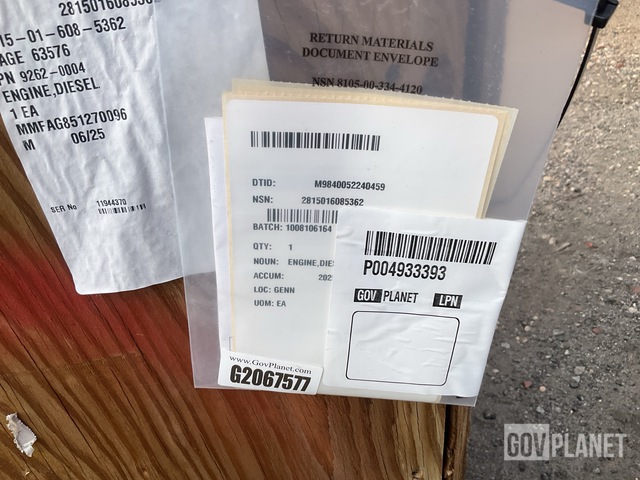 15-01-608-5362
AGE 63576
PN 9262-0004
ENGINE,DIESEL
1 EA
MMFAG851270096
M 06/25
SER No 11944370
RETURN MATERIALS
DOCUMENT ENVELOPE
NSN 8105-00-334-4120
DTID: M9840052240459
NSN: 2815016085362
BATCH: 1008106164
QTY: 1
NOUN: ENGINE,DIE
ACCUM: 202
LOC: GENN
UOM: EA
P004933393
GOV PLANET LPN
www.GovPlanet.com
G2067577
GOVPLANET